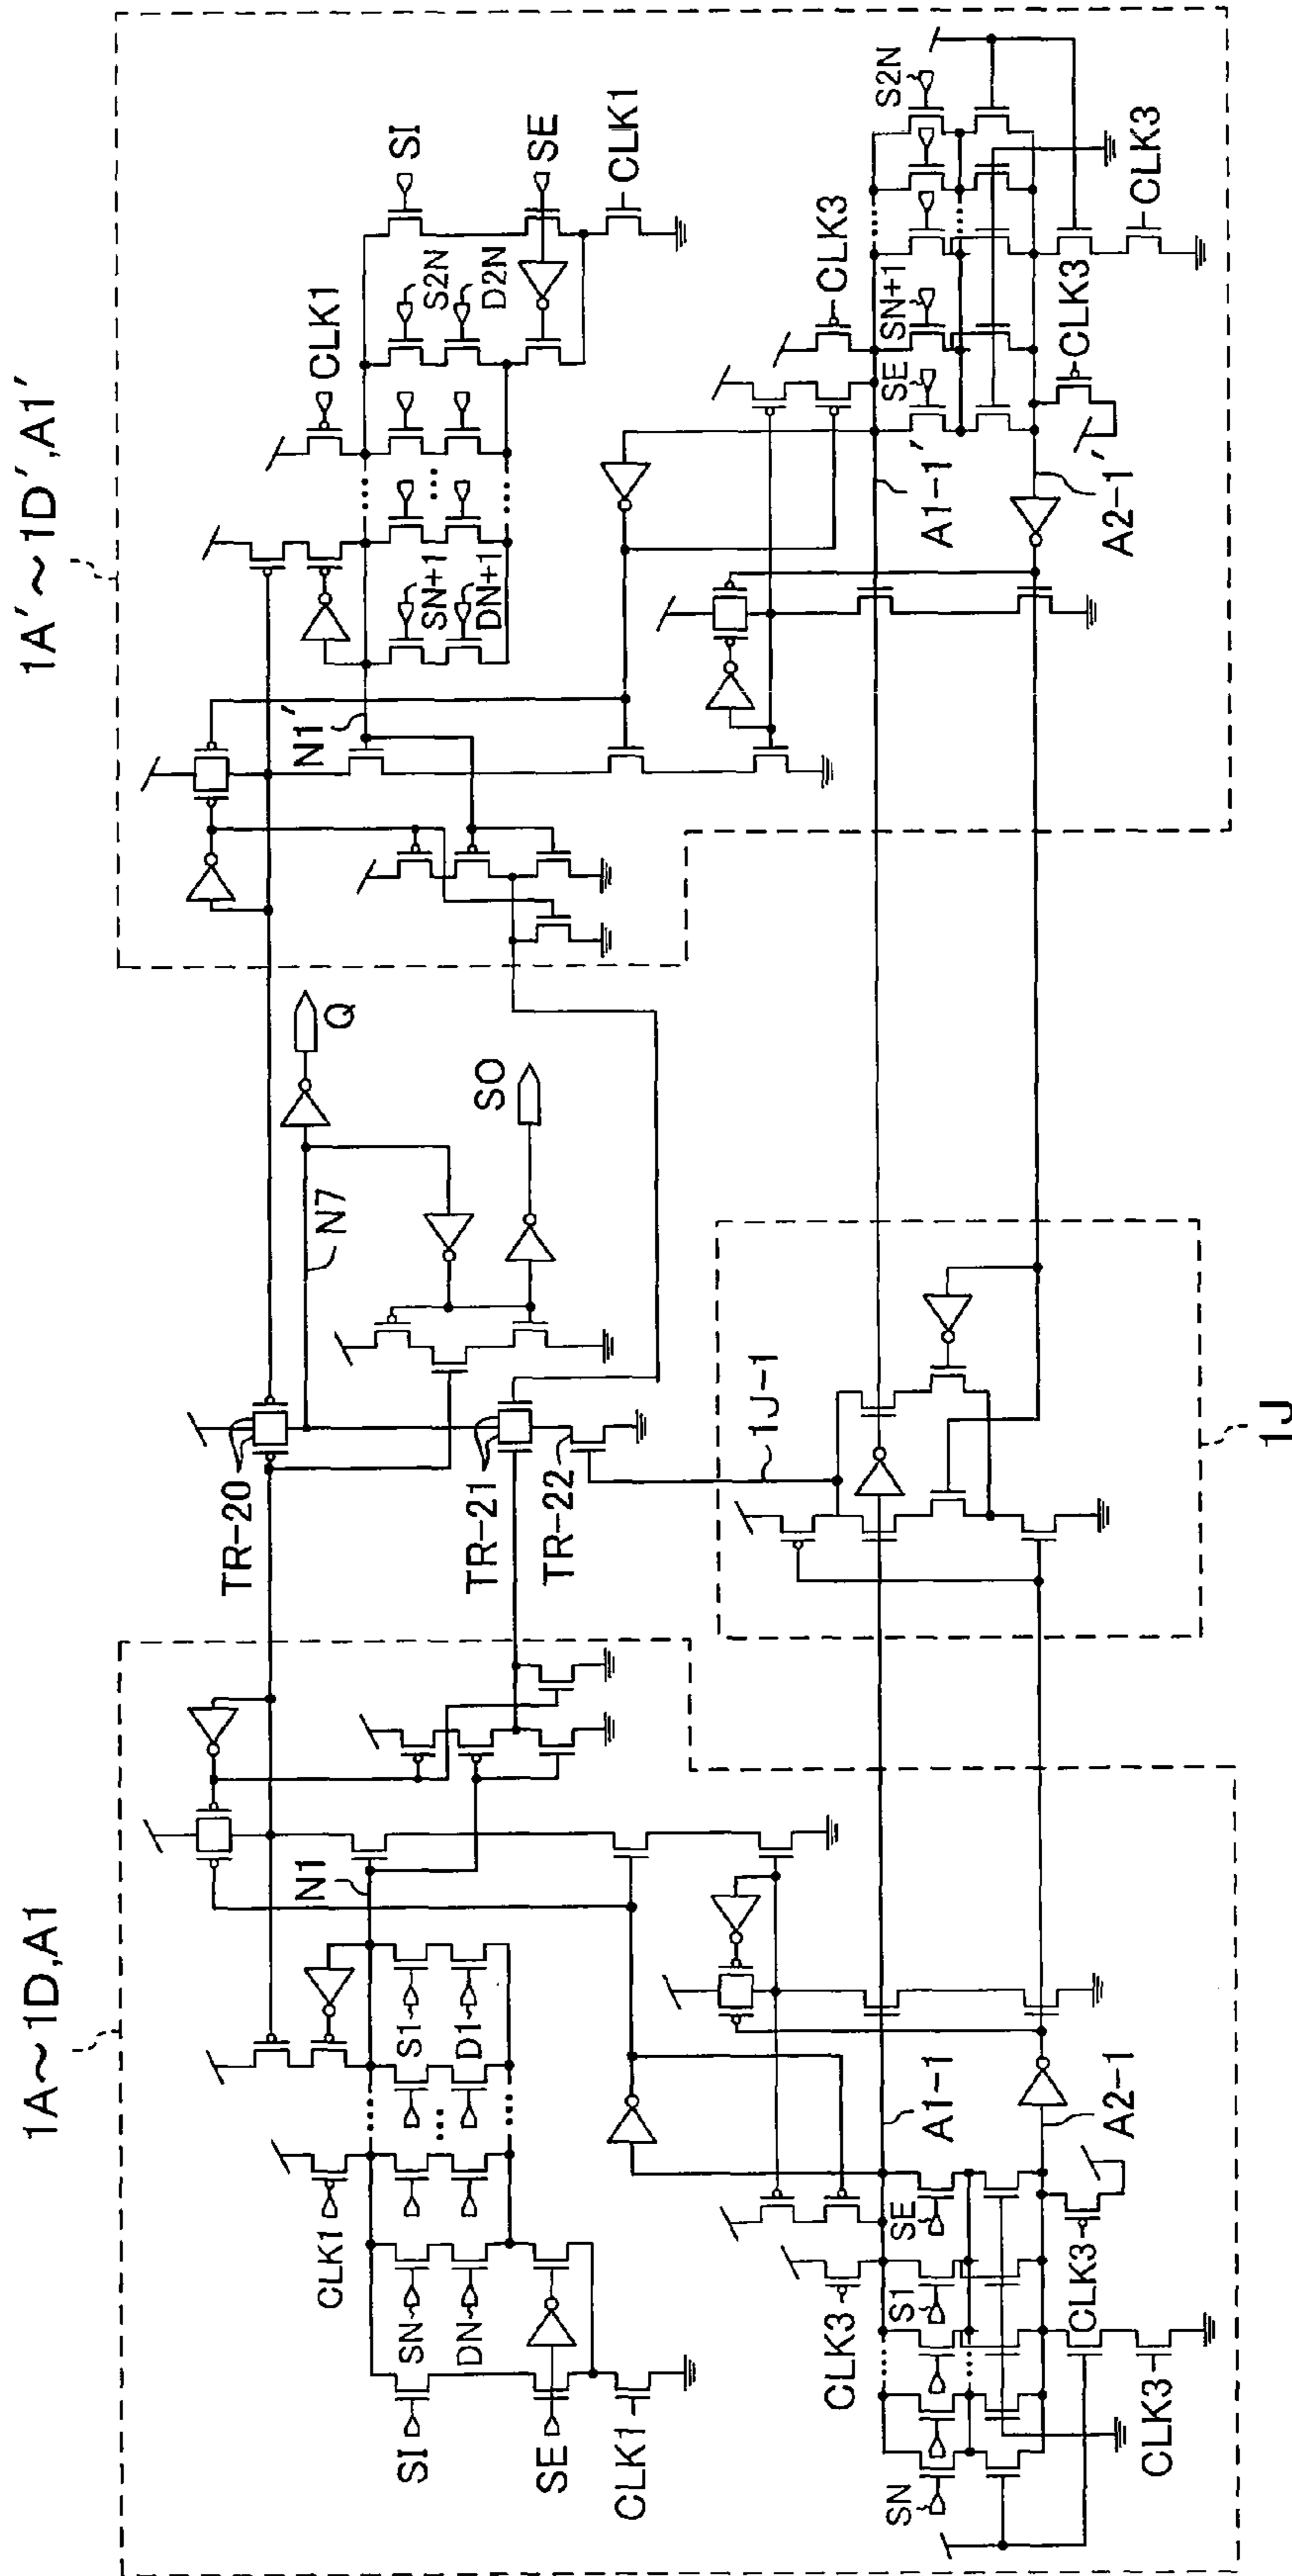 1A～1D,A1
1A′～1D′,A1′
TR-20
N7
Q
SO
TR-21
TR-22
1J-1
1J
N1
CLK1
S1
D1
SN
DN
SI
SE
CLK1
A1-1
A2-1
CLK3
SE
S1
CLK3
SN
CLK3
N1′
CLK1
SI
S2N
D2N
SE
SN+1
DN+1
CLK1
CLK3
S2N
SN+1
SE
A1-1′
A2-1′
CLK3
CLK3